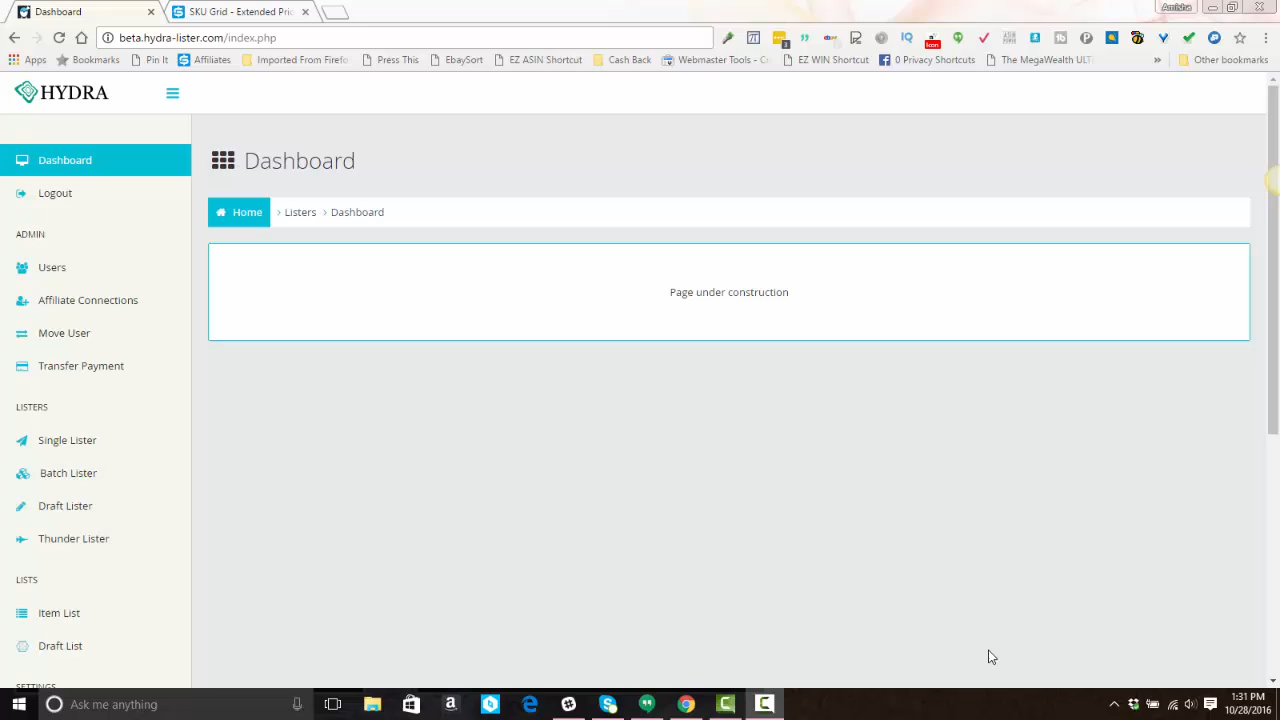 Dashboard
SKU Grid - Extended Pric
beta.hydra-lister.com/index.php
Apps
Bookmarks
Pin It
Affiliates
Imported From Firefo
Press This
EbaySoft
EZ ASIN Shortcut
Cash Back
Webmaster Tools - C
EZ WIN Shortcut
0 Privacy Shortcuts
The MegaWealth ULTI
»
Other bookmarks
HYDRA
Dashboard
Logout
ADMIN
Users
Affiliate Connections
Move User
Transfer Payment
LISTERS
Single Lister
Batch Lister
Draft Lister
Thunder Lister
LISTS
Item List
Draft List
SETTINGS
Dashboard
Home > Listers > Dashboard
Page under construction
Ask me anything
1:31 PM
10/28/2016